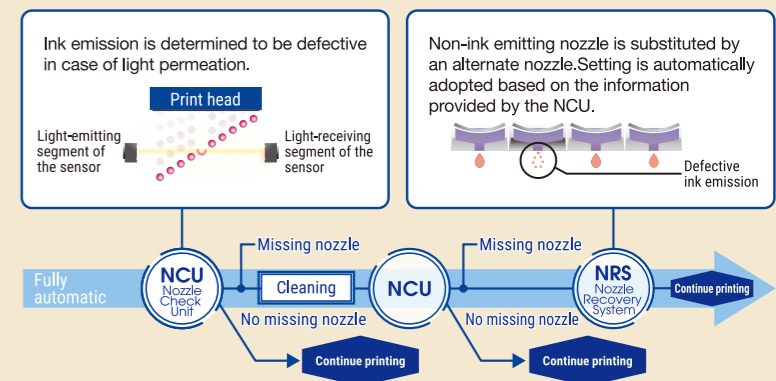 Ink emission is determined to be defective
in case of light permeation.
Print head
Light-emitting
segment of
the sensor
Light-receiving
segment of the
sensor
Non-ink emitting nozzle is substituted by
an alternate nozzle.Setting is automatically
adopted based on the information
provided by the NCU.
Defective
ink emission
Fully
automatic
NCU
Nozzle
Check
Unit
Missing nozzle
Cleaning
No missing nozzle
Continue printing
NCU
Missing nozzle
No missing nozzle
Continue printing
NRS
Nozzle
Recovery
System
Continue printing